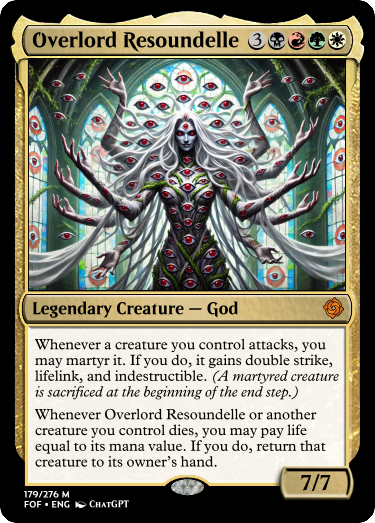 Overlord Resoundelle 3
Legendary Creature — God
Whenever a creature you control attacks, you
may martyr it. If you do, it gains double strike,
lifelink, and indestructible. (A martyred creature
is sacrificed at the beginning of the end step.)
Whenever Overlord Resoundelle or another
creature you control dies, you may pay life
equal to its mana value. If you do, return that
creature to its owner's hand.
7/7
179/276 M
FOF • ENG ChatGPT